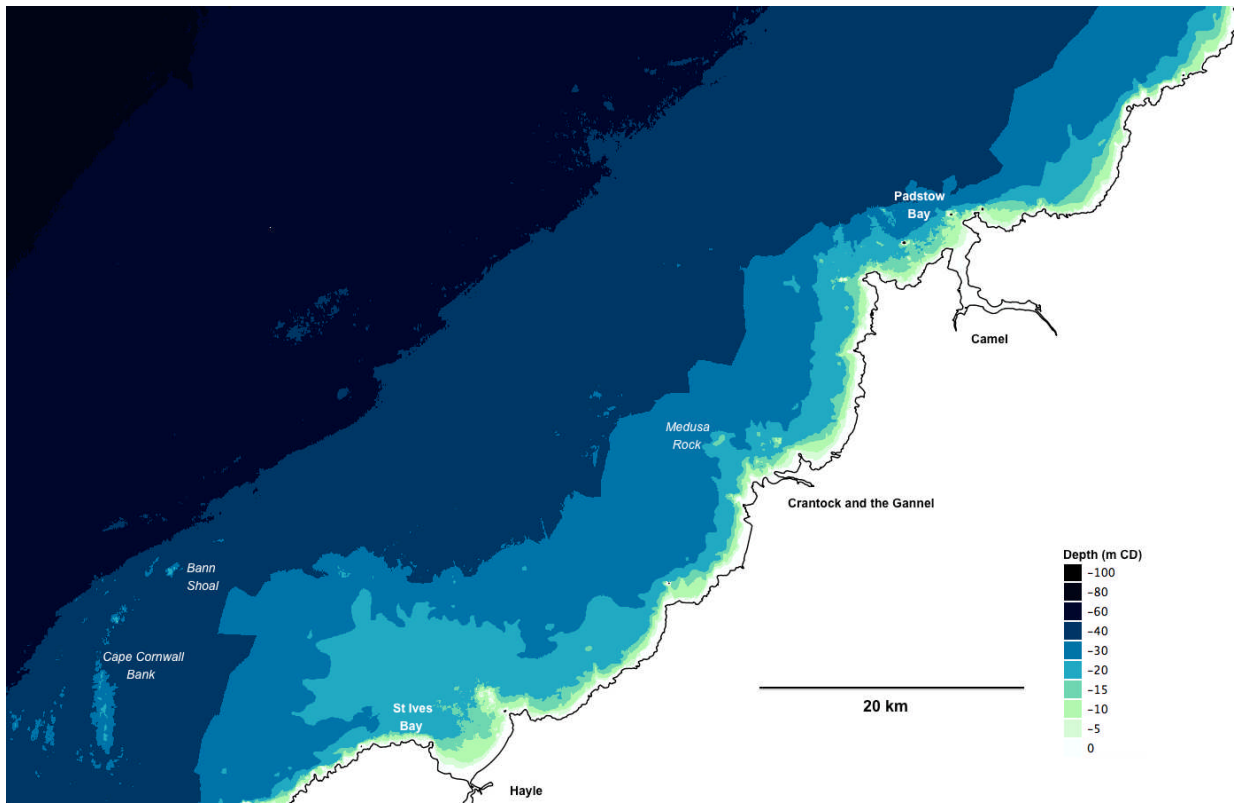 Padstow
Bay
Camel
Medusa
Rock
Crantock and the Gannel
Bann
Shoal
Cape Cornwall
Bank
St Ives
Bay
Hayle
20 km
Depth (m CD)
–100
–80
–60
–40
–30
–20
–15
–10
–5
0